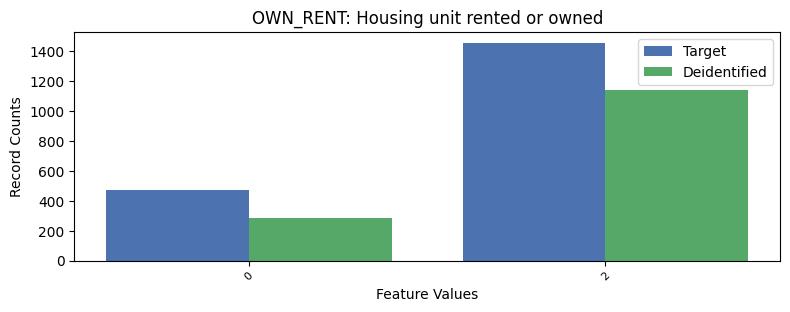 OWN_RENT: Housing unit rented or owned
Target
Deidentified
Record Counts
1400
1200
1000
800
600
400
200
0
0
2
Feature Values